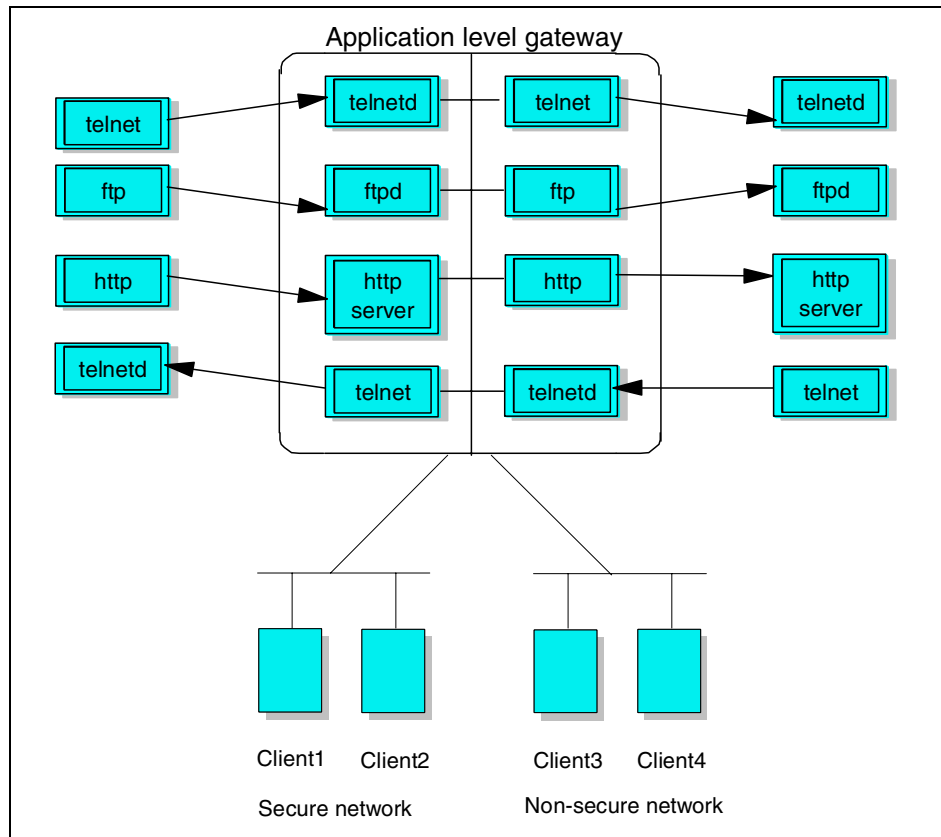 Application level gateway
telnet
telnetd
telnet
telnetd
ftp
ftpd
ftp
ftpd
http
http
server
http
http
server
telnetd
telnet
telnetd
telnet
Client1
Client2
Client3
Client4
Secure network
Non-secure network